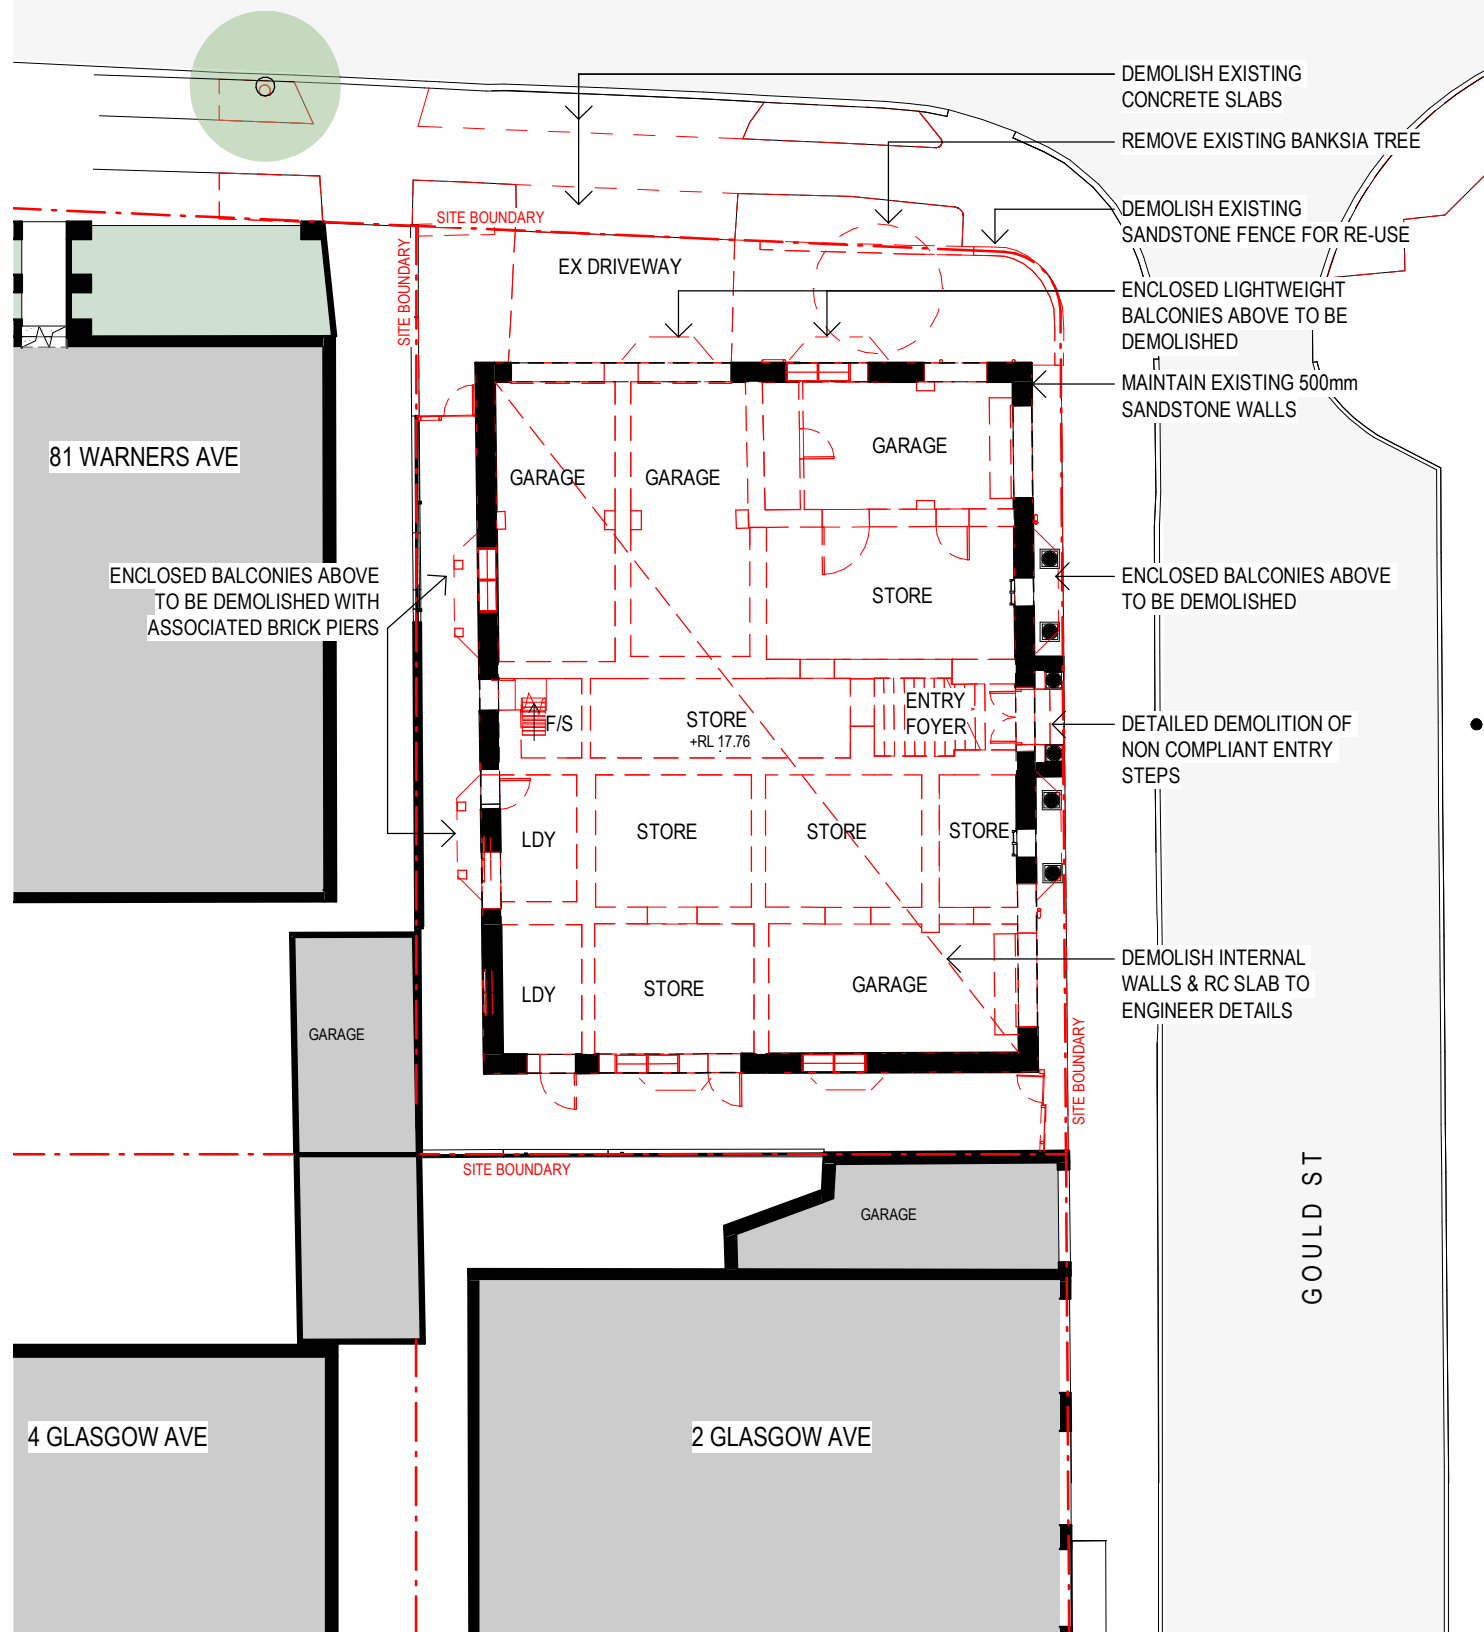 DEMOLISH EXISTING
CONCRETE SLABS
REMOVE EXISTING BANKSIA TREE
DEMOLISH EXISTING
SANDSTONE FENCE FOR RE-USE
SITE BOUNDARY
SITE BOUNDARY
EX DRIVEWAY
ENCLOSED LIGHTWEIGHT
BALCONIES ABOVE TO BE
DEMOLISHED
MAINTAIN EXISTING 500mm
SANDSTONE WALLS
81 WARNERS AVE
GARAGE
GARAGE
GARAGE
ENCLOSED BALCONIES ABOVE
TO BE DEMOLISHED WITH
ASSOCIATED BRICK PIERS
STORE
ENCLOSED BALCONIES ABOVE
TO BE DEMOLISHED
F/S
STORE
+RL 17.76
ENTRY
FOYER
DETAILED DEMOLITION OF
NON COMPLIANT ENTRY
STEPS
LDY
STORE
STORE
STORE
LDY
STORE
GARAGE
DEMOLISH INTERNAL
WALLS & RC SLAB TO
ENGINEER DETAILS
GARAGE
SITE BOUNDARY
SITE BOUNDARY
GARAGE
GOULD ST
4 GLASGOW AVE
2 GLASGOW AVE